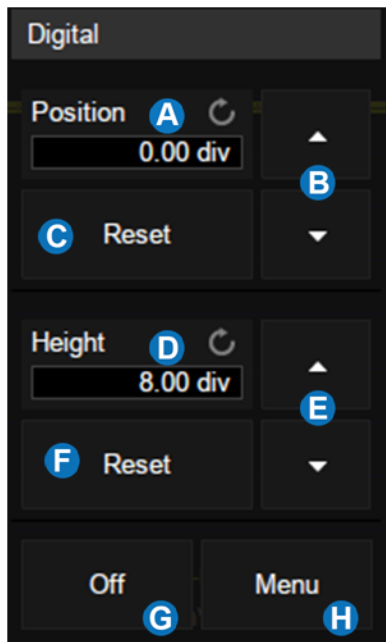 Digital
Position A
0.00 div
B
C Reset
Height D
8.00 div
E
F Reset
Off Menu
G H